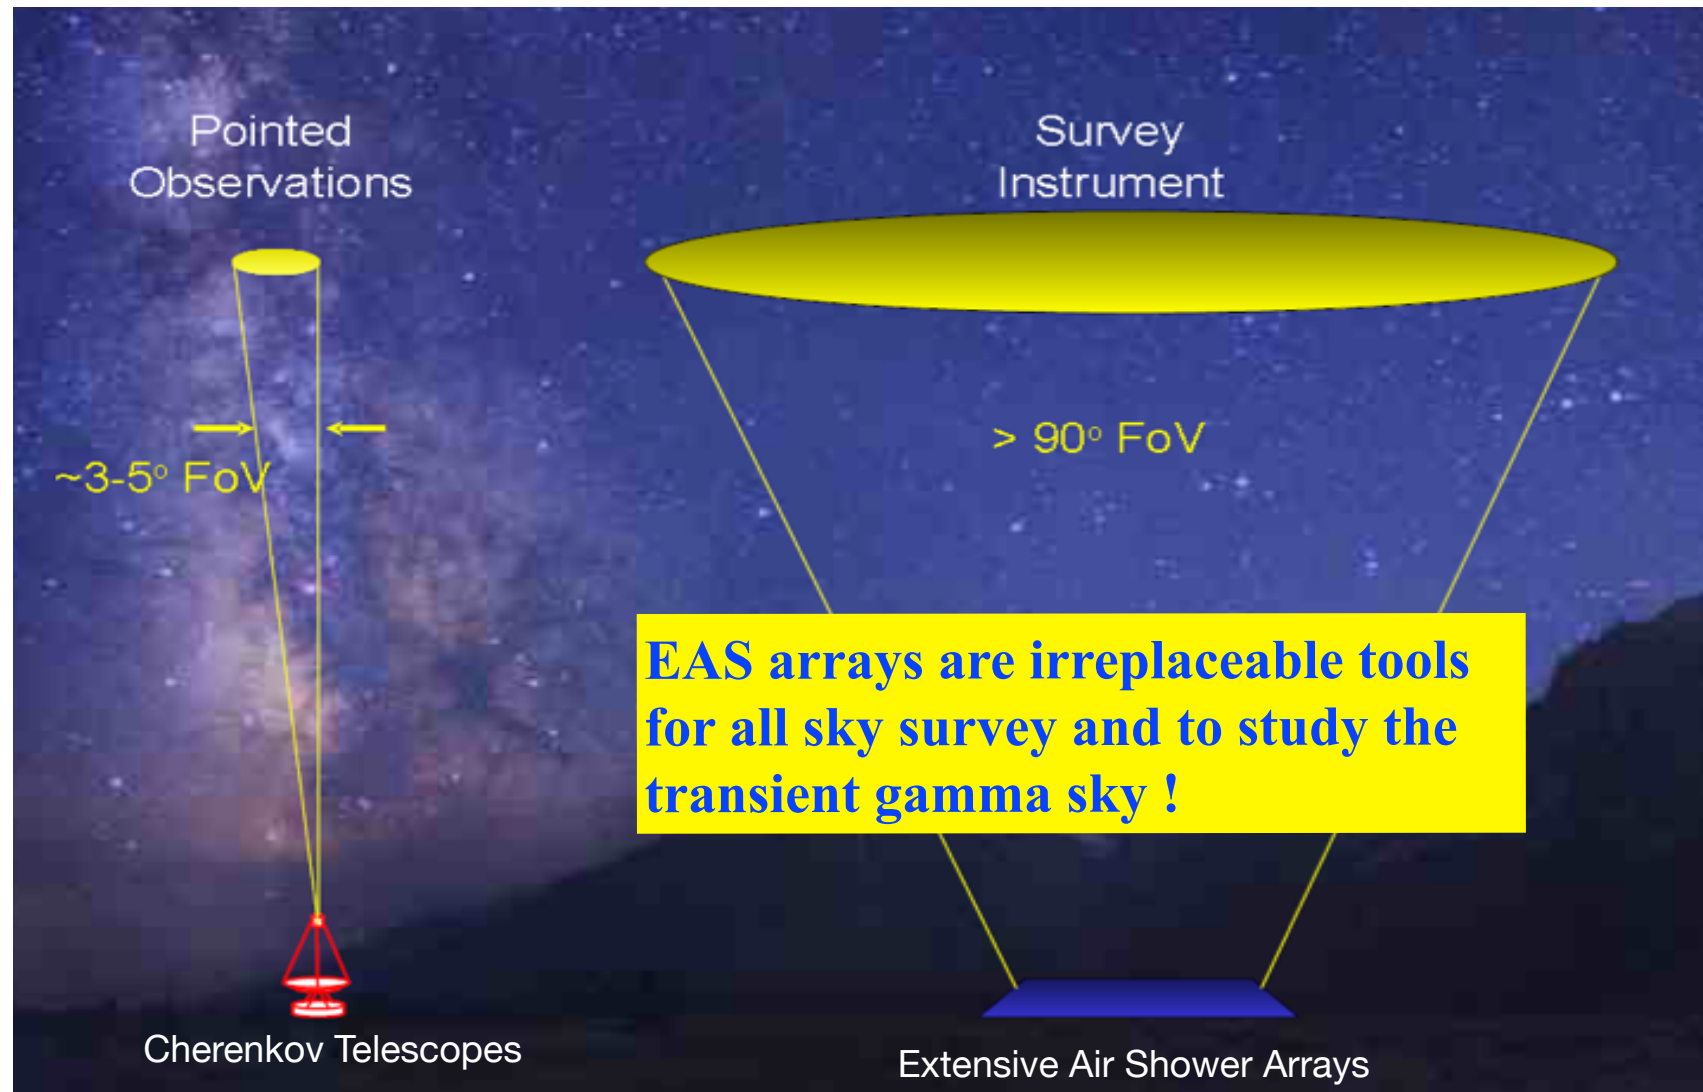 Pointed
Observations
~3-5° FoV
Cherenkov Telescopes
Survey
Instrument
> 90° FoV
EAS arrays are irreplaceable tools
for all sky survey and to study the
transient gamma sky !
Extensive Air Shower Arrays